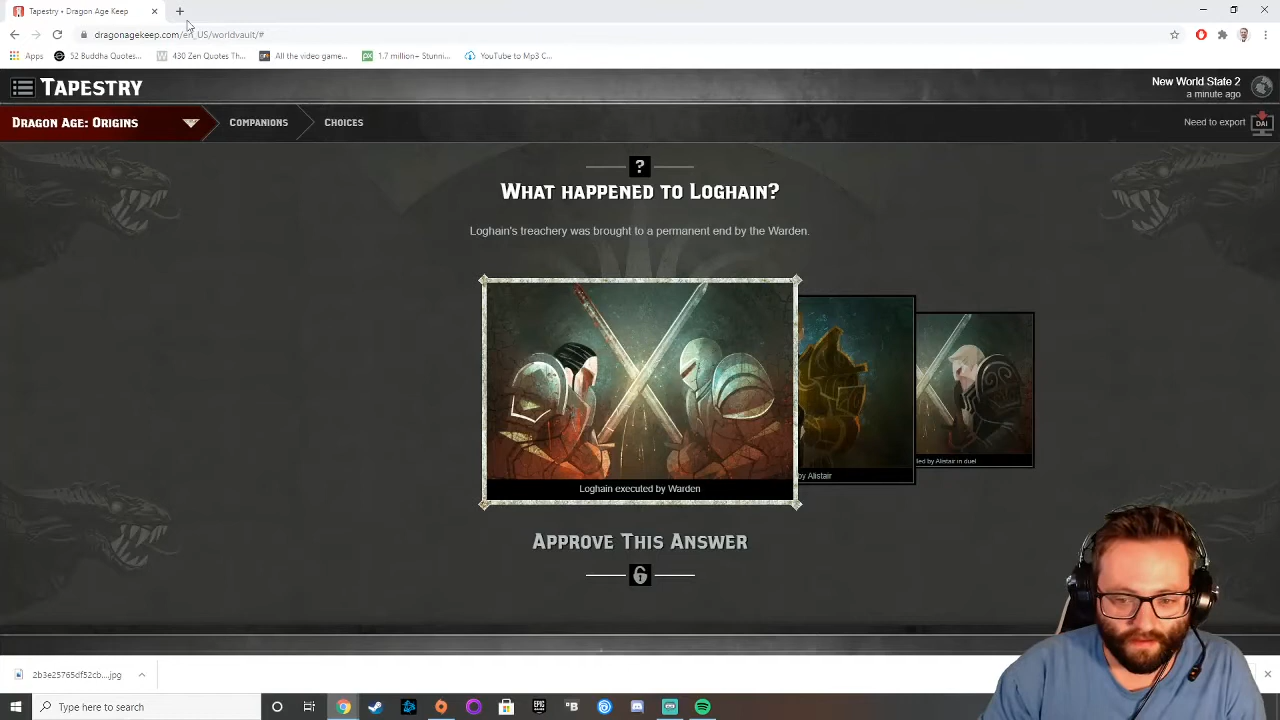 Tapestry • Dragon Age Keep
dragonagekeep.com/en_US/worldvault/#
Apps 52 Buddha Quotes... 430 Zen Quotes Th... All the video game... 1.7 million+ Stunni... YouTube to Mp3 C...
TAPESTRY
New World State 2
a minute ago
DRAGON AGE: ORIGINS COMPANIONS CHOICES
Need to export DAI
?
WHAT HAPPENED TO LOGHAIN?
Loghain's treachery was brought to a permanent end by the Warden.
by Alistair in duel
by Alistair
Loghain executed by Warden
APPROVE THIS ANSWER
2b3e25765df52cb....jpg
Type here to search
EPIC